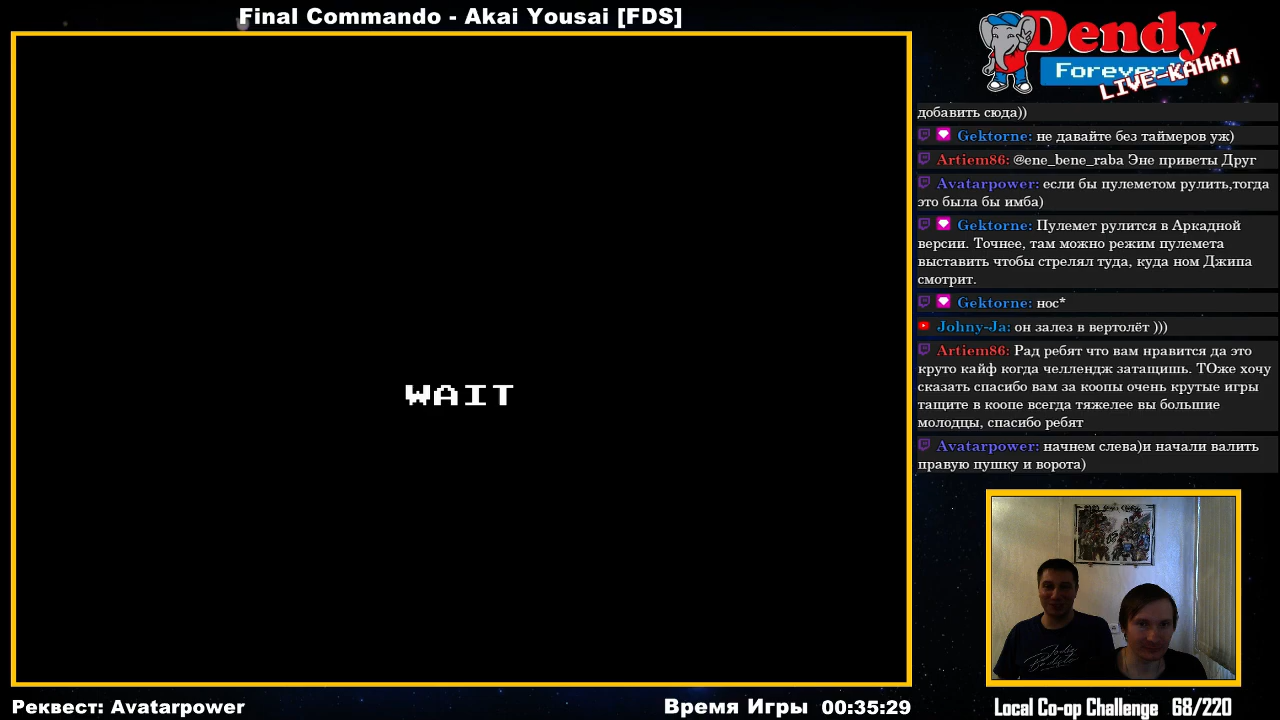 Final Commando - Akai Yousai [FDS]
Dendy
Forever!
LIVE-КАНАЛ
добавить сюда))
Gektorne: не давайте без таймеров уж)
Artiem86: @ene_bene_raba Эне приветы Друг
Avatarpower: если бы пулеметом рулить,тогда
это была бы имба)
Gektorne: Пулемет рулится в Аркадной
версии. Точнее, там можно режим пулемета
выставить чтобы стрелял туда, куда ном Джипа
смотрит.
Gektorne: нос*
Johny-Ja: он залез в вертолёт )))
Artiem86: Рад ребят что вам нравится да это
круто кайф когда челлендж затащишь. ТОже хочу
сказать спасибо вам за коопы очень крутые игры
тащите в коопе всегда тяжелее вы большие
молодцы, спасибо ребят
Avatarpower: начнем слева)и начали валить
правую пушку и ворота)
WAIT
Реквест: Avatarpower
Время Игры 00:35:29
Local Co-op Challenge 68/220